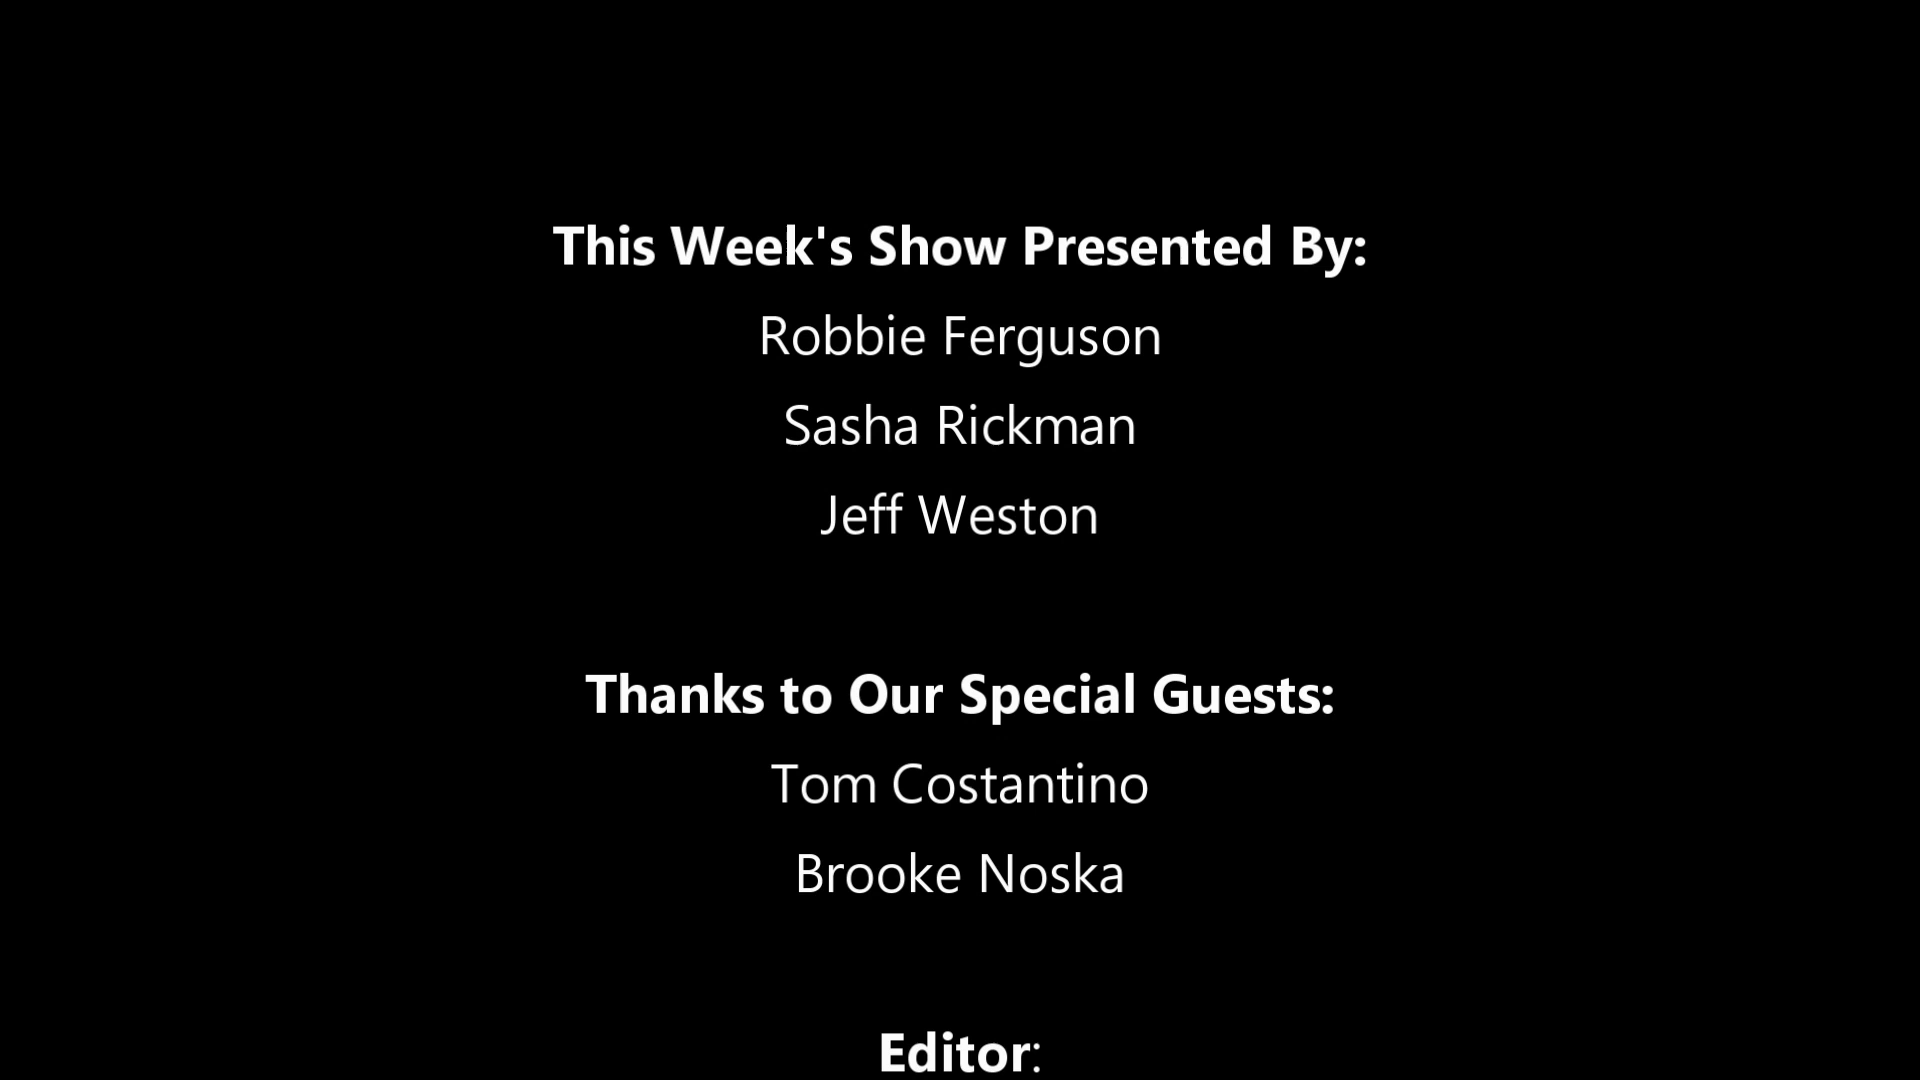 This Week's Show Presented By:
Robbie Ferguson
Sasha Rickman
Jeff Weston
Thanks to Our Special Guests:
Tom Costantino
Brooke Noska
Editor: